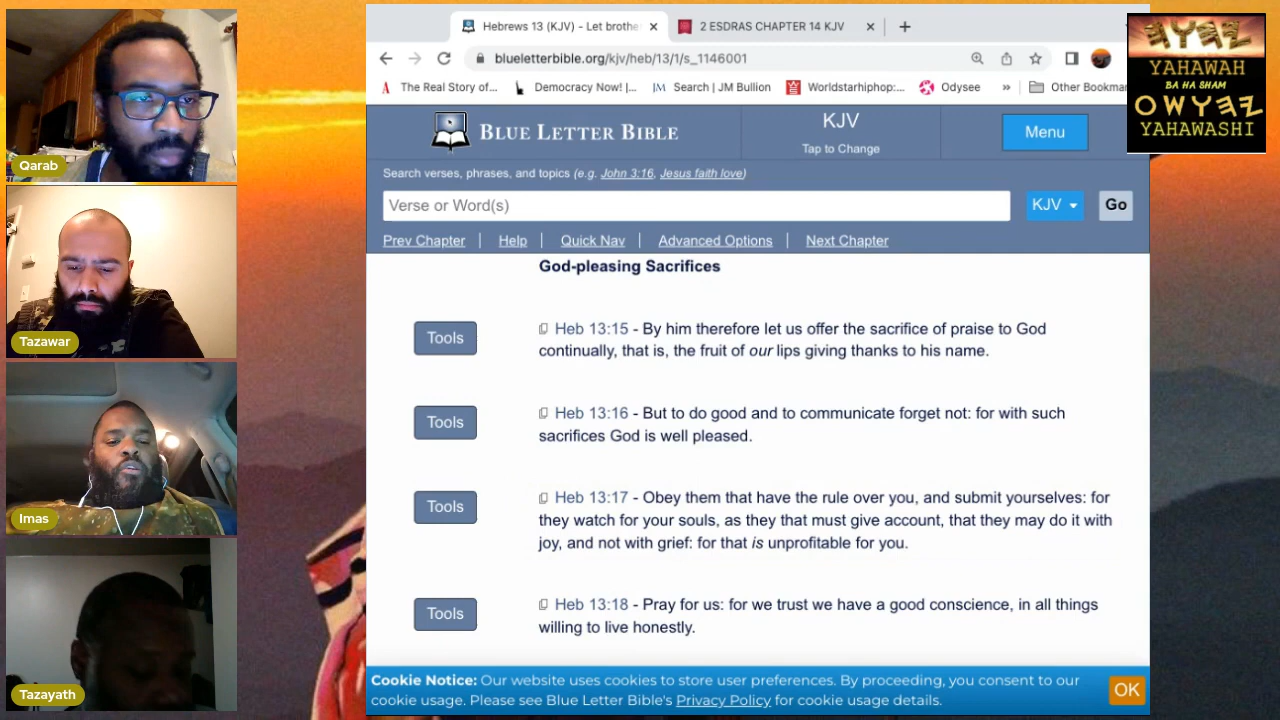 Qarab
Tazawar
Imas
Tazayath
Hebrews 13 (KJV) - Let brothe
2 ESDRAS CHAPTER 14 KJV
blueletterbible.org/kjv/heb/13/1/s_1146001
The Real Story of...
Democracy Now! |...
Search | JM Bullion
Worldstarhiphop:...
Odysee
»
Other Bookmar
BLUE LETTER BIBLE
KJV
Tap to Change
Menu
Search verses, phrases, and topics (e.g. John 3:16, Jesus faith love)
Verse or Word(s)
KJV
Go
Prev Chapter | Help | Quick Nav | Advanced Options | Next Chapter
God-pleasing Sacrifices
Tools
Heb 13:15 - By him therefore let us offer the sacrifice of praise to God
continually, that is, the fruit of our lips giving thanks to his name.
Tools
Heb 13:16 - But to do good and to communicate forget not: for with such
sacrifices God is well pleased.
Tools
Heb 13:17 - Obey them that have the rule over you, and submit yourselves: for
they watch for your souls, as they that must give account, that they may do it with
joy, and not with grief: for that is unprofitable for you.
Tools
Heb 13:18 - Pray for us: for we trust we have a good conscience, in all things
willing to live honestly.
Cookie Notice: Our website uses cookies to store user preferences. By proceeding, you consent to our
cookie usage. Please see Blue Letter Bible's Privacy Policy for cookie usage details.
OK
YAHAWAH
BA HA SHAM
YAHAWASHI